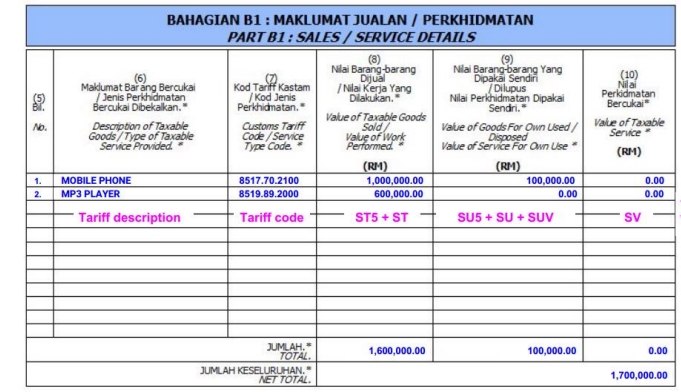 BAHAGIAN B1 : MAKLUMAT JUALAN / PERKHIDMATAN
PART B1 : SALES / SERVICE DETAILS
(5)
Bil.
No.
(6)
Maklumat Barang Bercukai
/ Jenis Perkhidmatan
Bercukai Dibekalkan.*
Description of Taxable
Goods / Type of Taxable
Service Provided. *
(7)
Kod Tariff Kastam
/ Kod Jenis
Perkhidmatan. *
Customs Tariff
Code / Service
Type Code. *
(8)
Nilai Barang-barang
Dijual
/ Nilai Kerja Yang
Dilakukan. *
Value of Taxable Goods
Sold /
Value of Work
Performed. *
(RM)
(9)
Nilai Barang-barang Yang
Dipakai Sendiri
/ Dilupus
Nilai Perkhidmatan Dipakai
Sendiri.*
Value of Goods For Own Used /
Disposed
Value of Service For Own Use *
(RM)
(10)
Nilai
Perkidmatan
Bercukai*
Value of Taxable
Service *
(RM)
1. MOBILE PHONE 8517.70.2100 1,000,000.00 100,000.00 0.00
2. MP3 PLAYER 8519.89.2000 600,000.00 0.00 0.00
Tariff description Tariff code ST5 + ST SU5 + SU + SUV SV
JUMLAH.*
TOTAL. 1,600,000.00 100,000.00 0.00
JUMLAH KESELURUHAN.*
NET TOTAL. 1,700,000.00